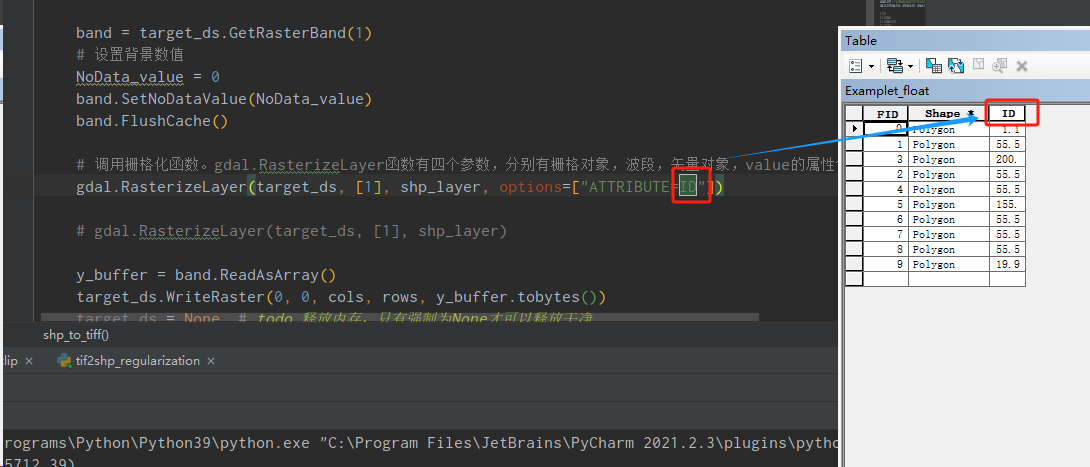 band = target_ds.GetRasterBand(1)
# 设置背景数值
NoData_value = 0
band.SetNoDataValue(NoData_value)
band.FlushCache()
# 调用栅格化函数。gdal.RasterizeLayer函数有四个参数，分别有栅格对象，波段，矢量对象，value的属性
gdal.RasterizeLayer(target_ds, [1], shp_layer, options=["ATTRIBUTE=ID"])
# gdal.RasterizeLayer(target_ds, [1], shp_layer)
y_buffer = band.ReadAsArray()
target_ds.WriteRaster(0, 0, cols, rows, y_buffer.tobytes())
target_ds = None # todo 释放内存，只有强制为None才可以释放干净
shp_to_tiff()
clip × tif2shp_regularization ×
rograms\Python\Python39\python.exe "C:\Program Files\JetBrains\PyCharm 2021.2.3\plugins\pytho
5712.39)
Table
Examplet_float
FID Shape * ID
0 Polygon 1.1
1 Polygon 55.5
3 Polygon 200.
2 Polygon 55.5
4 Polygon 55.5
5 Polygon 155.
6 Polygon 55.5
7 Polygon 55.5
8 Polygon 55.5
9 Polygon 19.9